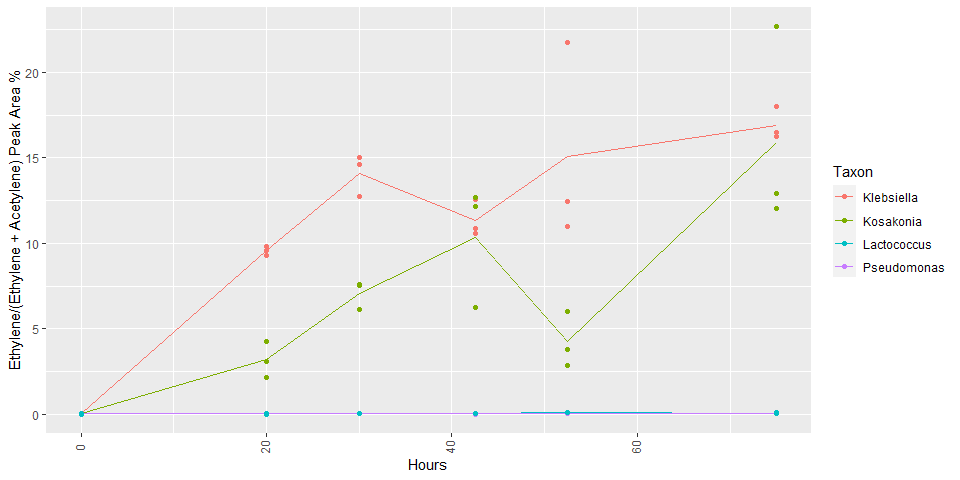 Ethylene/(Ethylene + Acetylene) Peak Area %
20
15
10
5
0
0
20
40
60
Hours
Taxon
Klebsiella
Kosakonia
Lactococcus
Pseudomonas